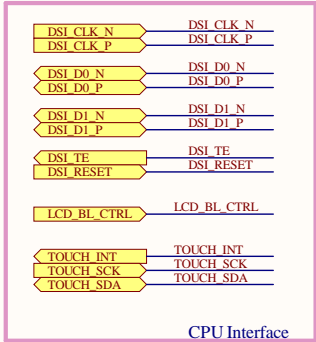 DSI_CLK_N DSI_CLK_N
DSI_CLK_P DSI_CLK_P
DSI_D0_N DSI_D0_N
DSI_D0_P DSI_D0_P
DSI_D1_N DSI_D1_N
DSI_D1_P DSI_D1_P
DSI_TE DSI_TE
DSI_RESET DSI_RESET
LCD_BL_CTRL LCD_BL_CTRL
TOUCH_INT TOUCH_INT
TOUCH_SCK TOUCH_SCK
TOUCH_SDA TOUCH_SDA
CPU Interface